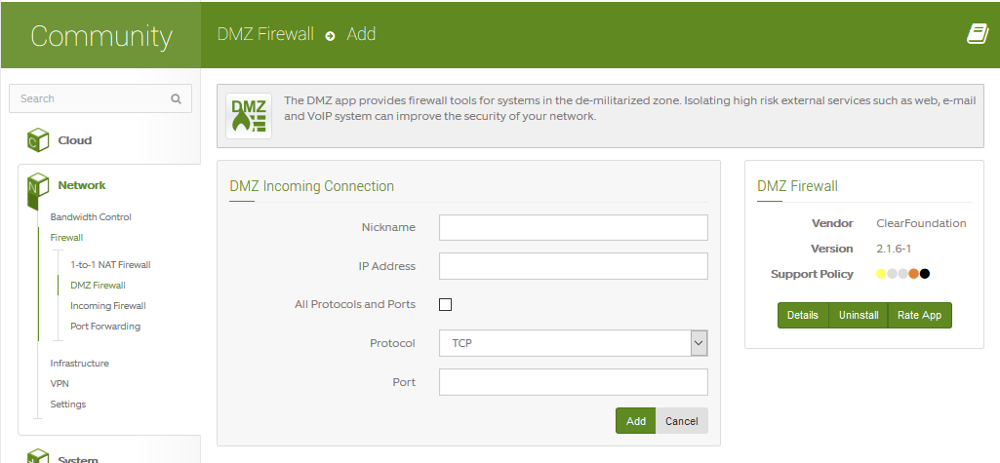 Community
DMZ Firewall Add
Search
Cloud
Network
Bandwidth Control
Firewall
1-to-1 NAT Firewall
DMZ Firewall
Incoming Firewall
Port Forwarding
Infrastructure
VPN
Settings
System
DMZ
The DMZ app provides firewall tools for systems in the de-militarized zone. Isolating high risk external services such as web, e-mail
and VoIP system can improve the security of your network.
DMZ Incoming Connection
Nickname
IP Address
All Protocols and Ports
Protocol TCP
Port
Add Cancel
DMZ Firewall
Vendor ClearFoundation
Version 2.1.6-1
Support Policy
Details Uninstall Rate App